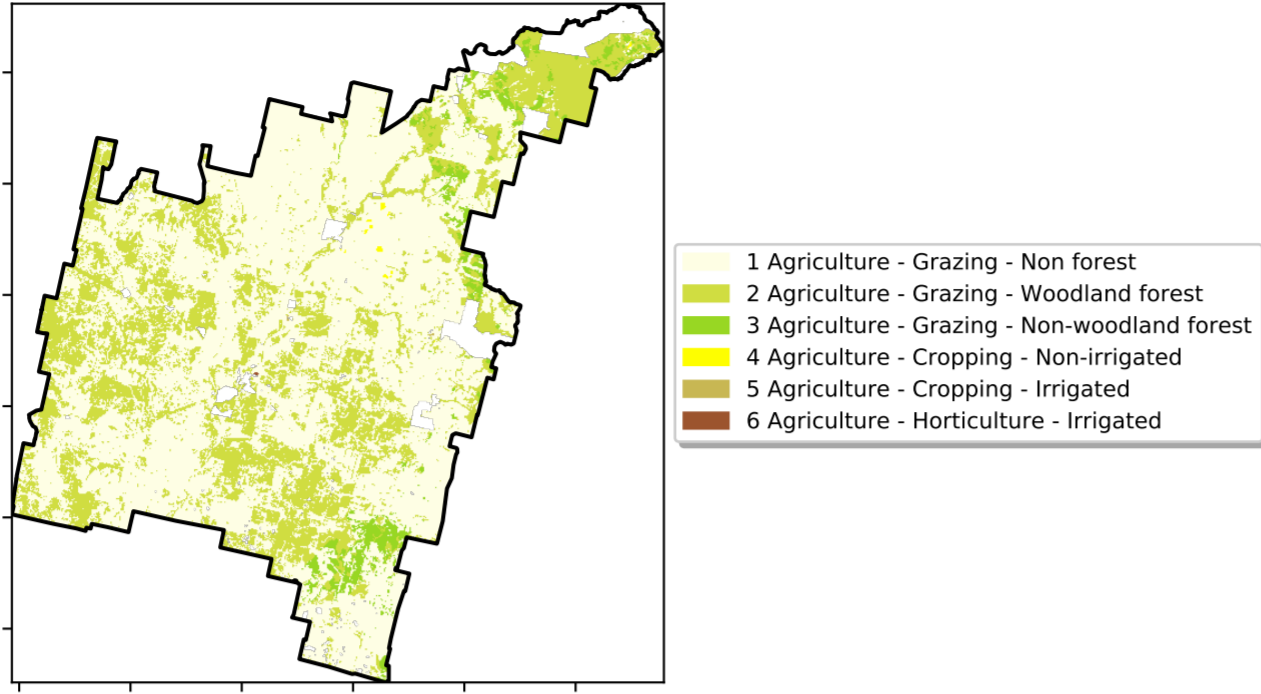 1 Agriculture - Grazing - Non forest
2 Agriculture - Grazing - Woodland forest
3 Agriculture - Grazing - Non-woodland forest
4 Agriculture - Cropping - Non-irrigated
5 Agriculture - Cropping - Irrigated
6 Agriculture - Horticulture - Irrigated